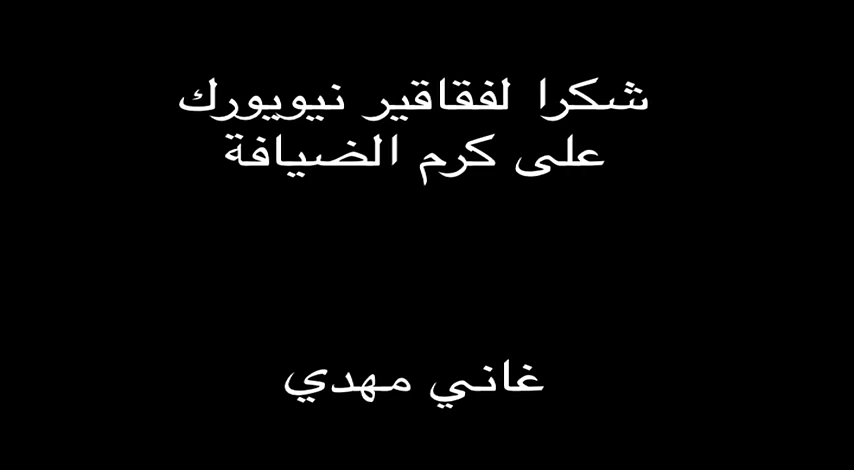 شكرا لفقاقير نيويورك
على كرم الضيافة
غاني مهدي